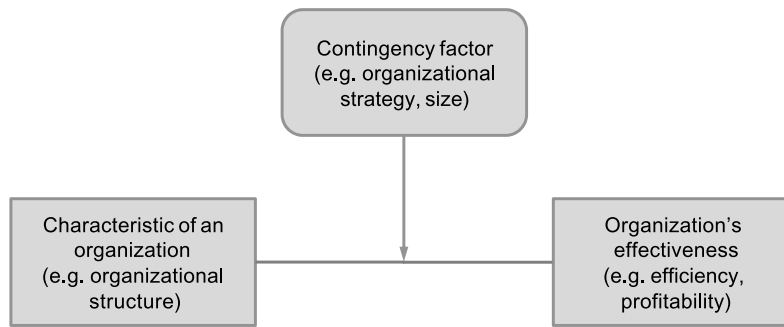 Contingency factor
(e.g. organizational
strategy, size)
Characteristic of an
organization
(e.g. organizational
structure)
Organization's
effectiveness
(e.g. efficiency,
profitability)